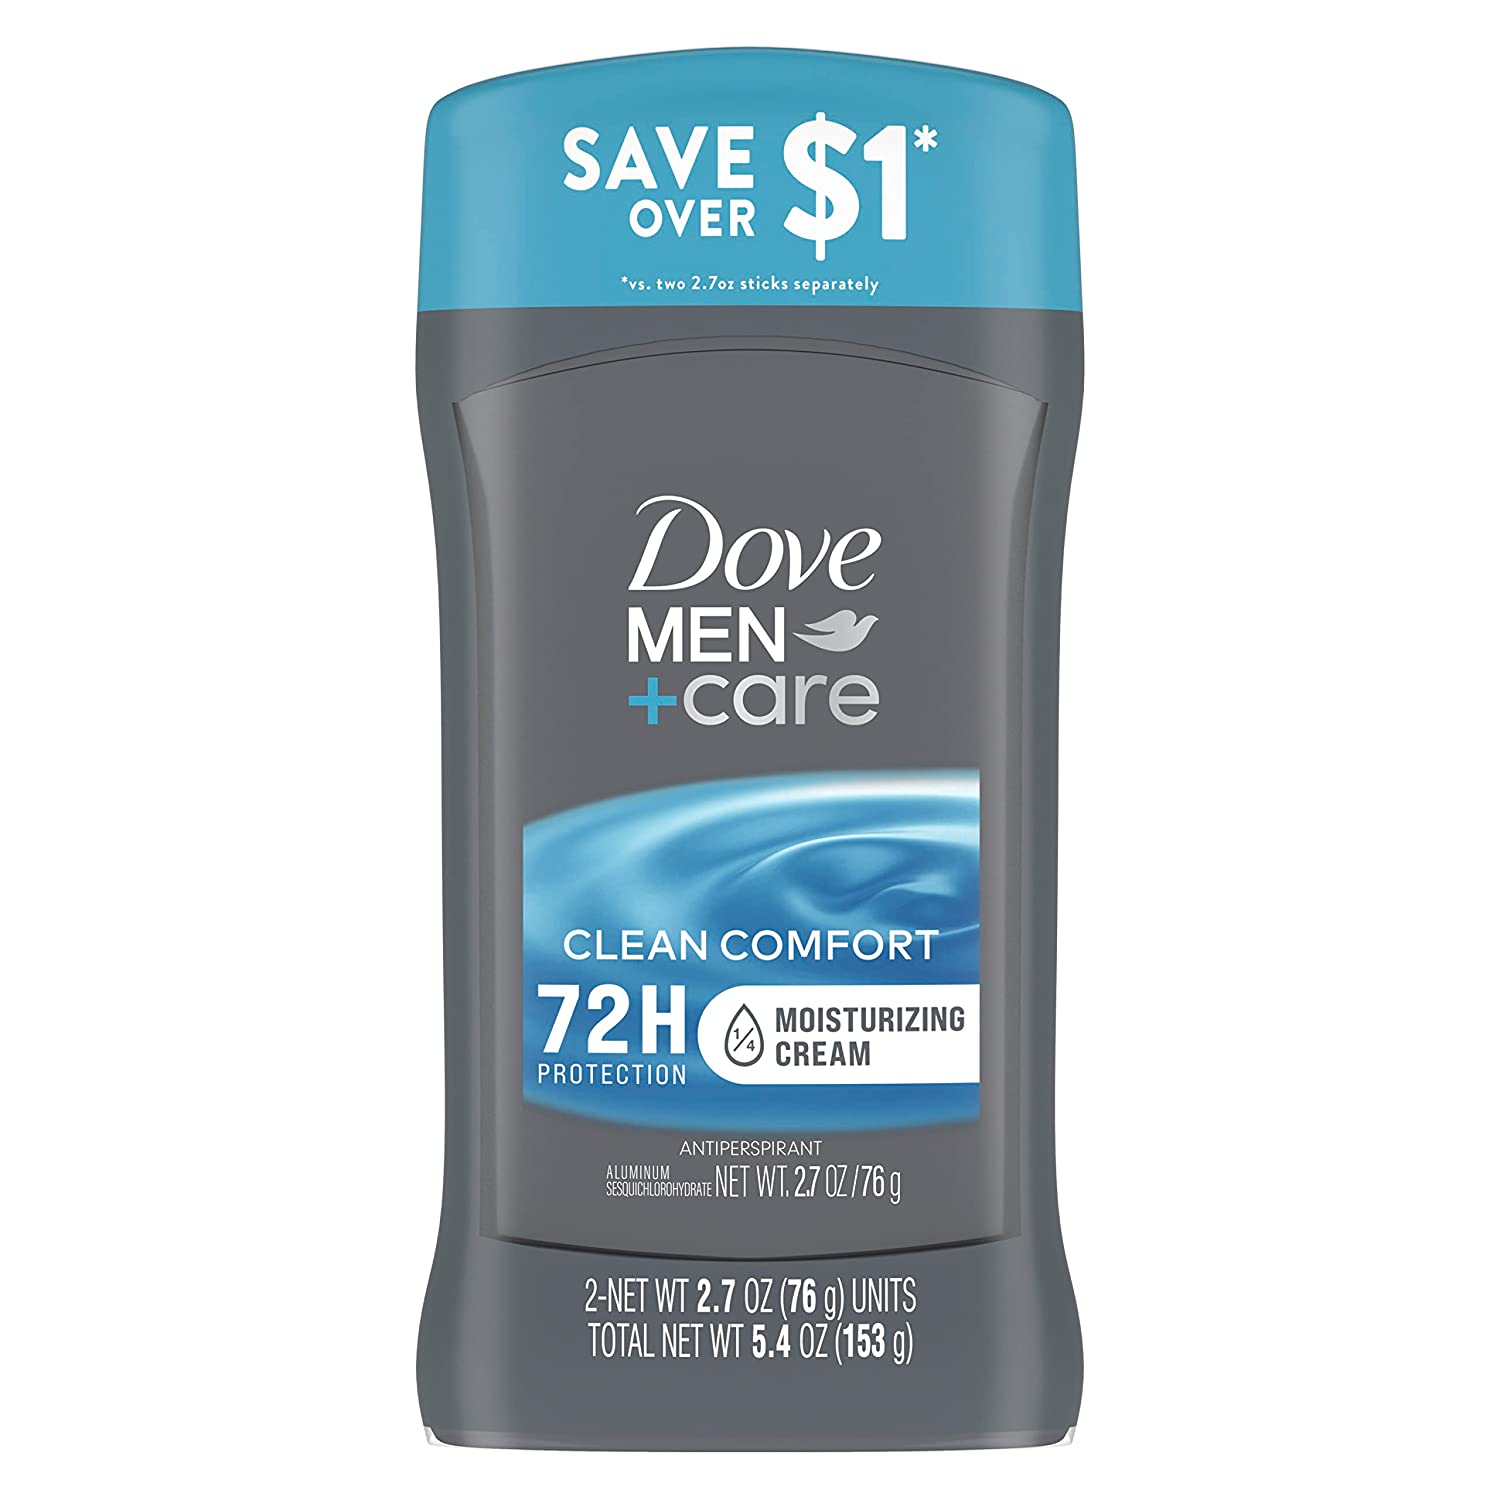 SAVE OVER $1*
*vs. two 2.7oz sticks separately
Dove
MEN
+care
CLEAN COMFORT
72H
PROTECTION
1/4
MOISTURIZING
CREAM
ANTIPERSPIRANT
ALUMINUM
SESQUICHLOROHYDRATE
NET WT. 2.7 OZ/76 g
2-NET WT 2.7 OZ (76 g) UNITS
TOTAL NET WT 5.4 OZ (153 g)